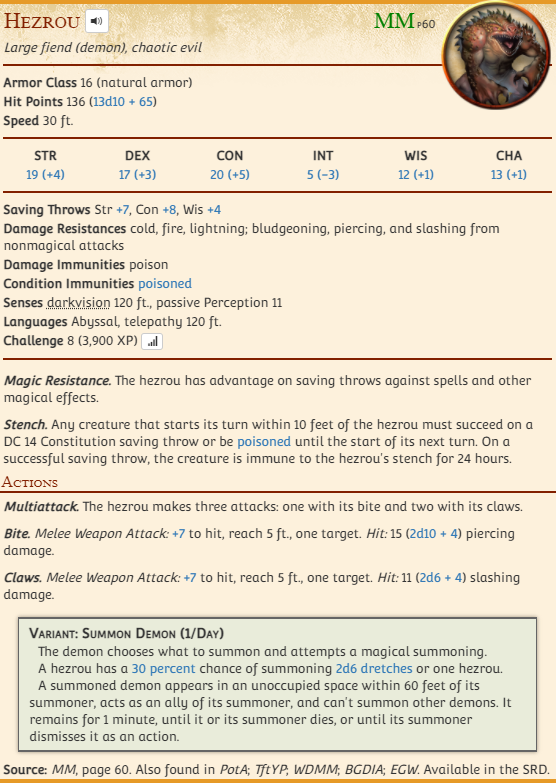 Hezrou
MM p60
Large fiend (demon), chaotic evil
Armor Class 16 (natural armor)
Hit Points 136 (13d10 + 65)
Speed 30 ft.
STR DEX CON INT WIS CHA
19 (+4) 17 (+3) 20 (+5) 5 (−3) 12 (+1) 13 (+1)
Saving Throws Str +7, Con +8, Wis +4
Damage Resistances cold, fire, lightning; bludgeoning, piercing, and slashing from
nonmagical attacks
Damage Immunities poison
Condition Immunities poisoned
Senses darkvision 120 ft., passive Perception 11
Languages Abyssal, telepathy 120 ft.
Challenge 8 (3,900 XP)
Magic Resistance. The hezrou has advantage on saving throws against spells and other
magical effects.
Stench. Any creature that starts its turn within 10 feet of the hezrou must succeed on a
DC 14 Constitution saving throw or be poisoned until the start of its next turn. On a
successful saving throw, the creature is immune to the hezrou's stench for 24 hours.
Actions
Multiattack. The hezrou makes three attacks: one with its bite and two with its claws.
Bite. Melee Weapon Attack: +7 to hit, reach 5 ft., one target. Hit: 15 (2d10 + 4) piercing
damage.
Claws. Melee Weapon Attack: +7 to hit, reach 5 ft., one target. Hit: 11 (2d6 + 4) slashing
damage.
Variant: Summon Demon (1/Day)
The demon chooses what to summon and attempts a magical summoning.
A hezrou has a 30 percent chance of summoning 2d6 dretches or one hezrou.
A summoned demon appears in an unoccupied space within 60 feet of its
summoner, acts as an ally of its summoner, and can't summon other demons. It
remains for 1 minute, until it or its summoner dies, or until its summoner
dismisses it as an action.
Source: MM, page 60. Also found in PotA; TftYP; WDMM; BGDIA; EGW. Available in the SRD.